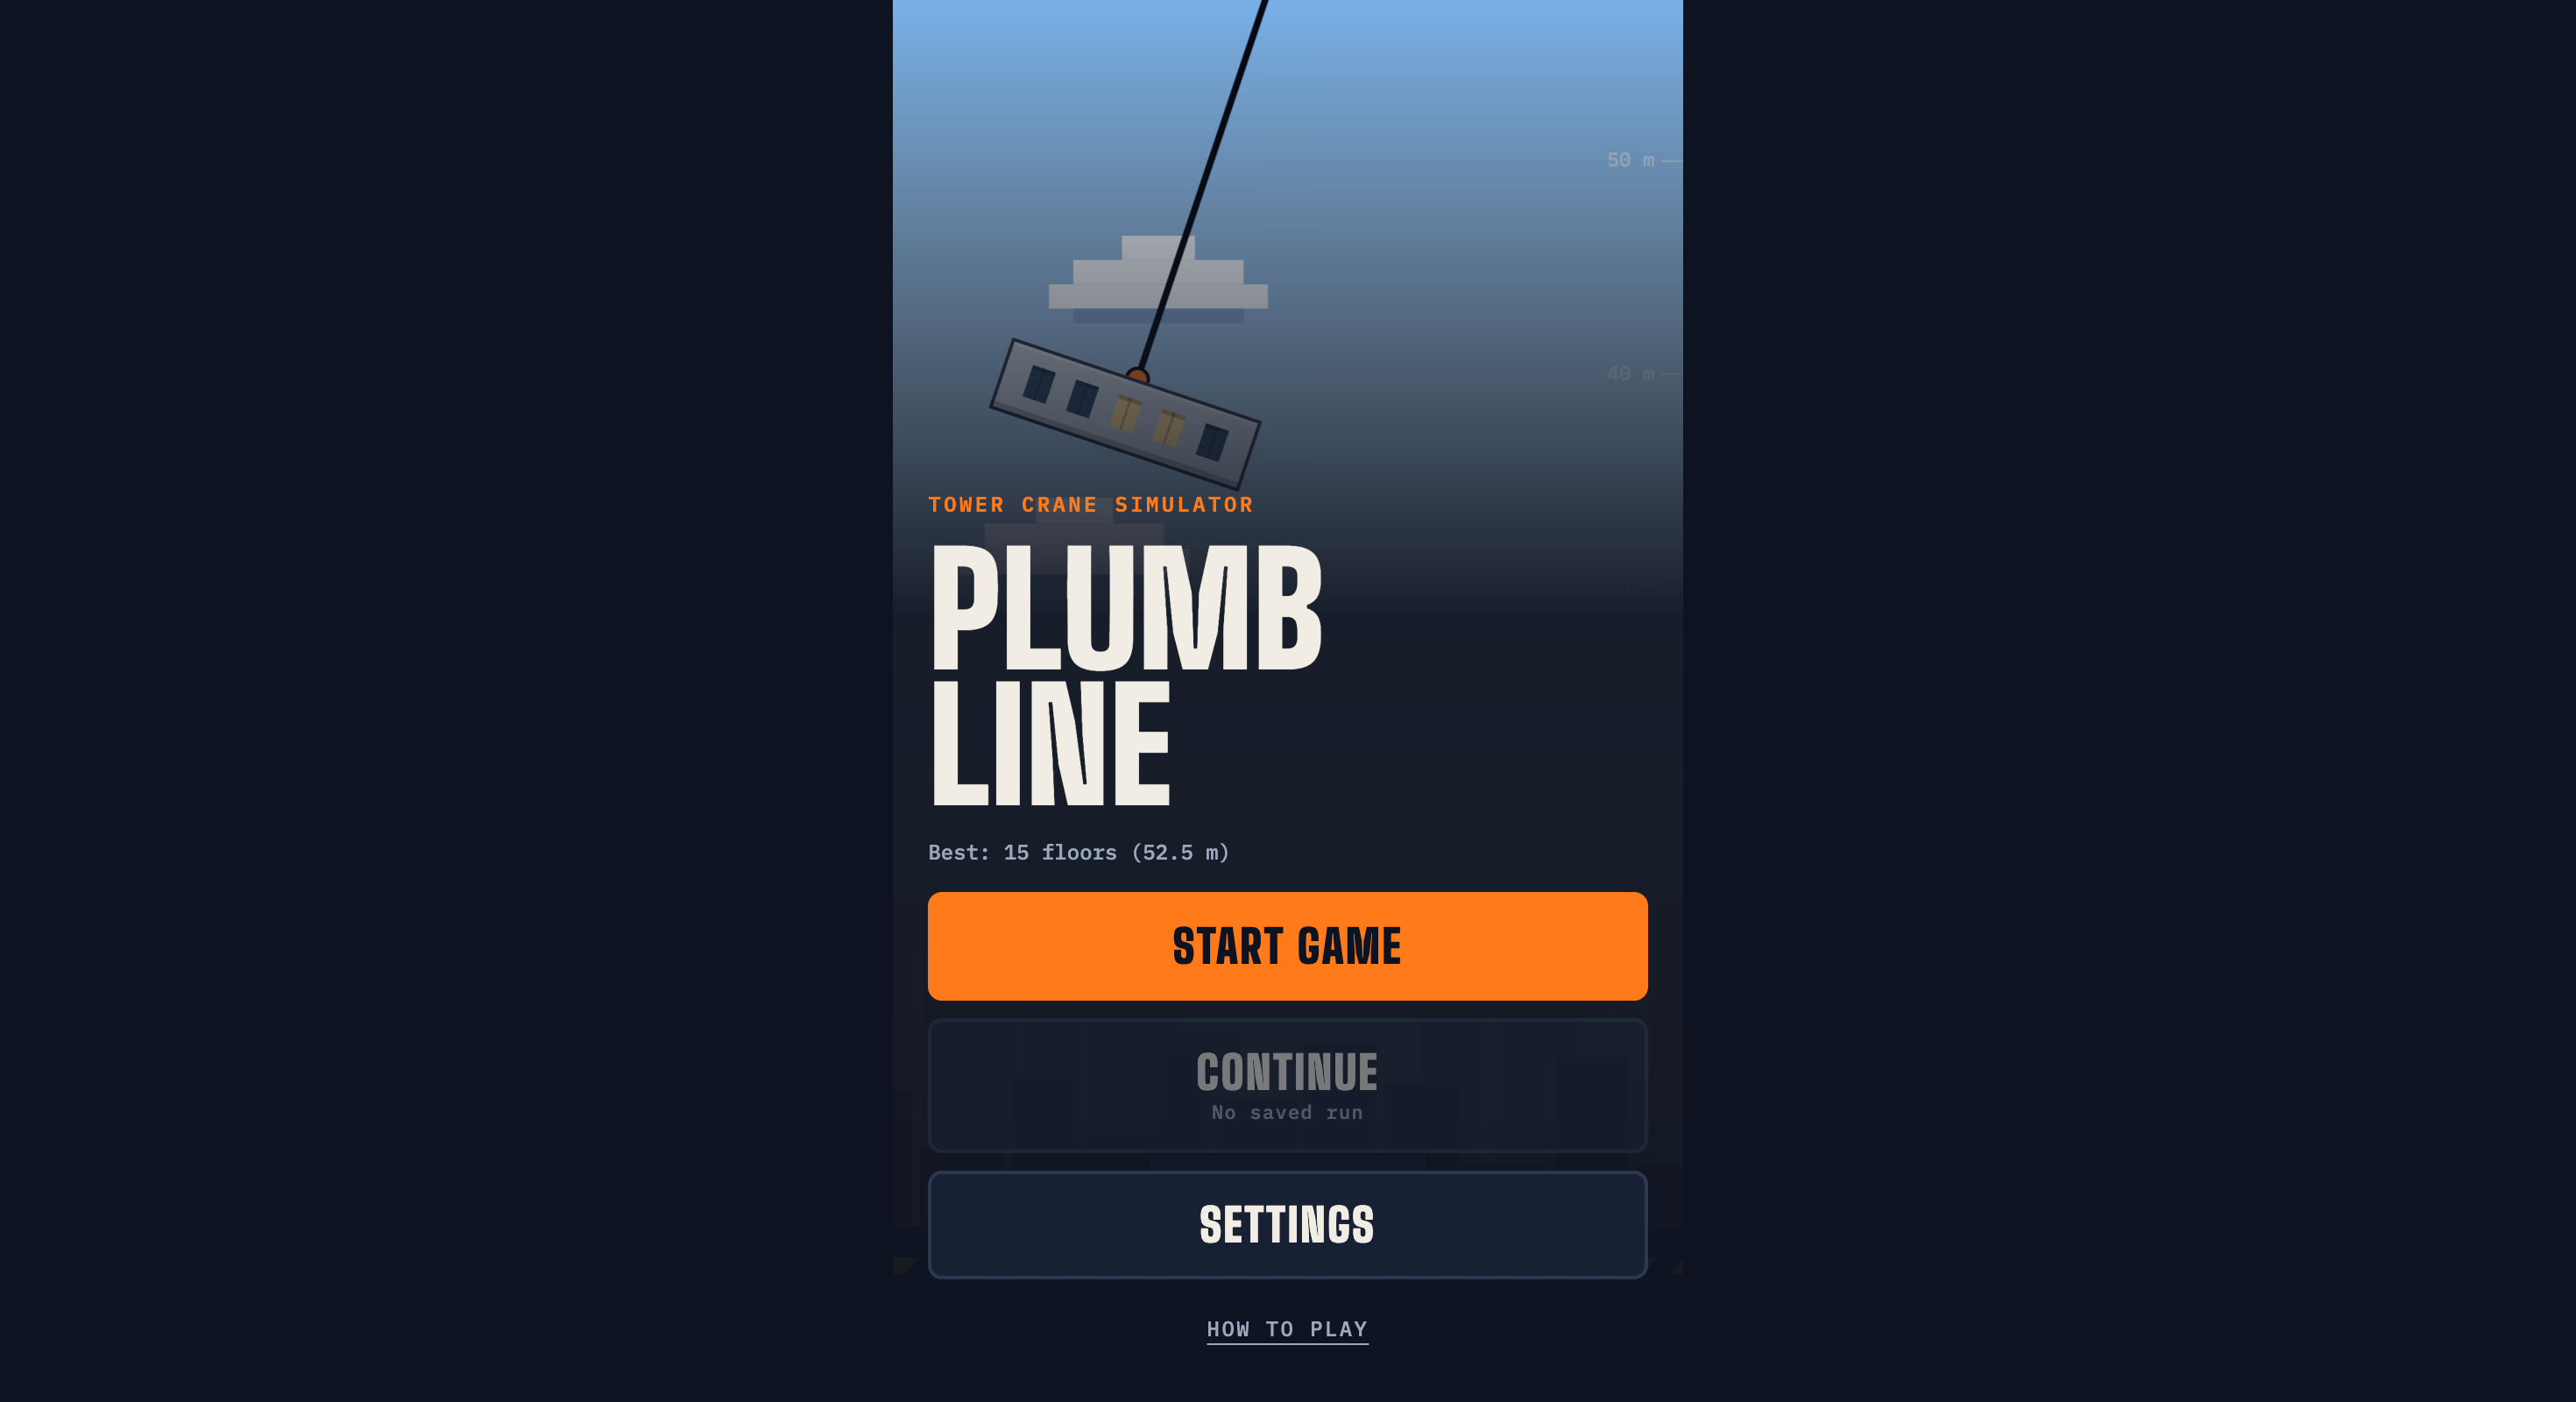 50 m
40 m
TOWER CRANE SIMULATOR
PLUMB
LINE
Best: 15 floors (52.5 m)
START GAME
CONTINUE
No saved run
SETTINGS
HOW TO PLAY